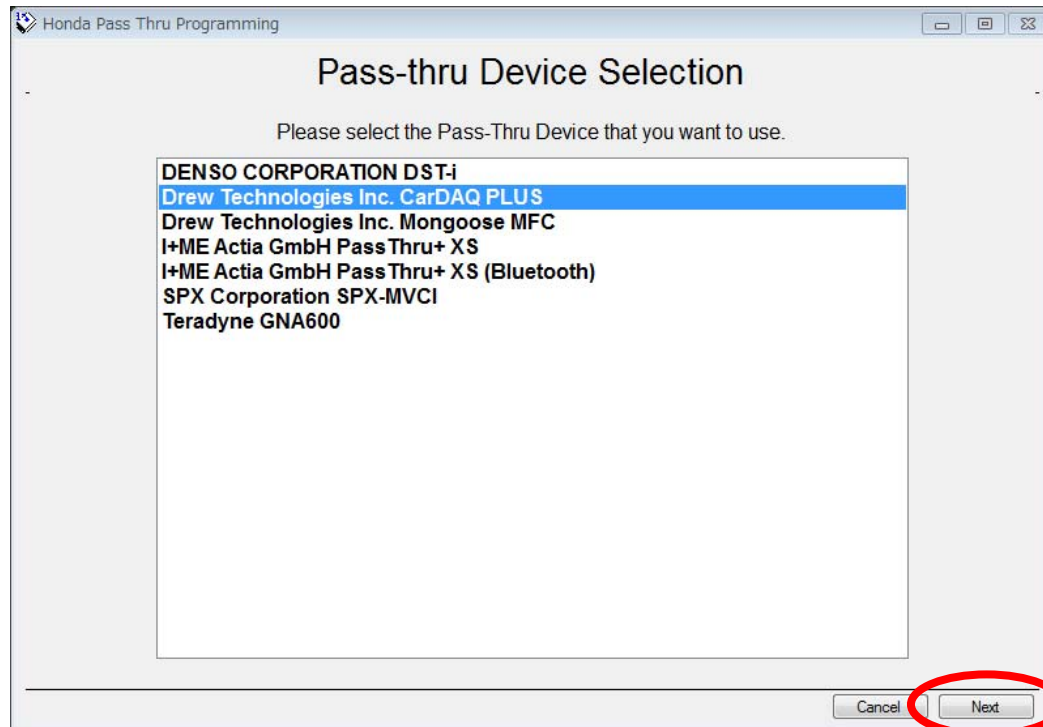 Honda Pass Thru Programming
Pass-thru Device Selection
Please select the Pass-Thru Device that you want to use.
DENSO CORPORATION DST-i
Drew Technologies Inc. CarDAQ PLUS
Drew Technologies Inc. Mongoose MFC
I+ME Actia GmbH PassThru+ XS
I+ME Actia GmbH PassThru+ XS (Bluetooth)
SPX Corporation SPX-MVCI
Teradyne GNA600
Cancel Next